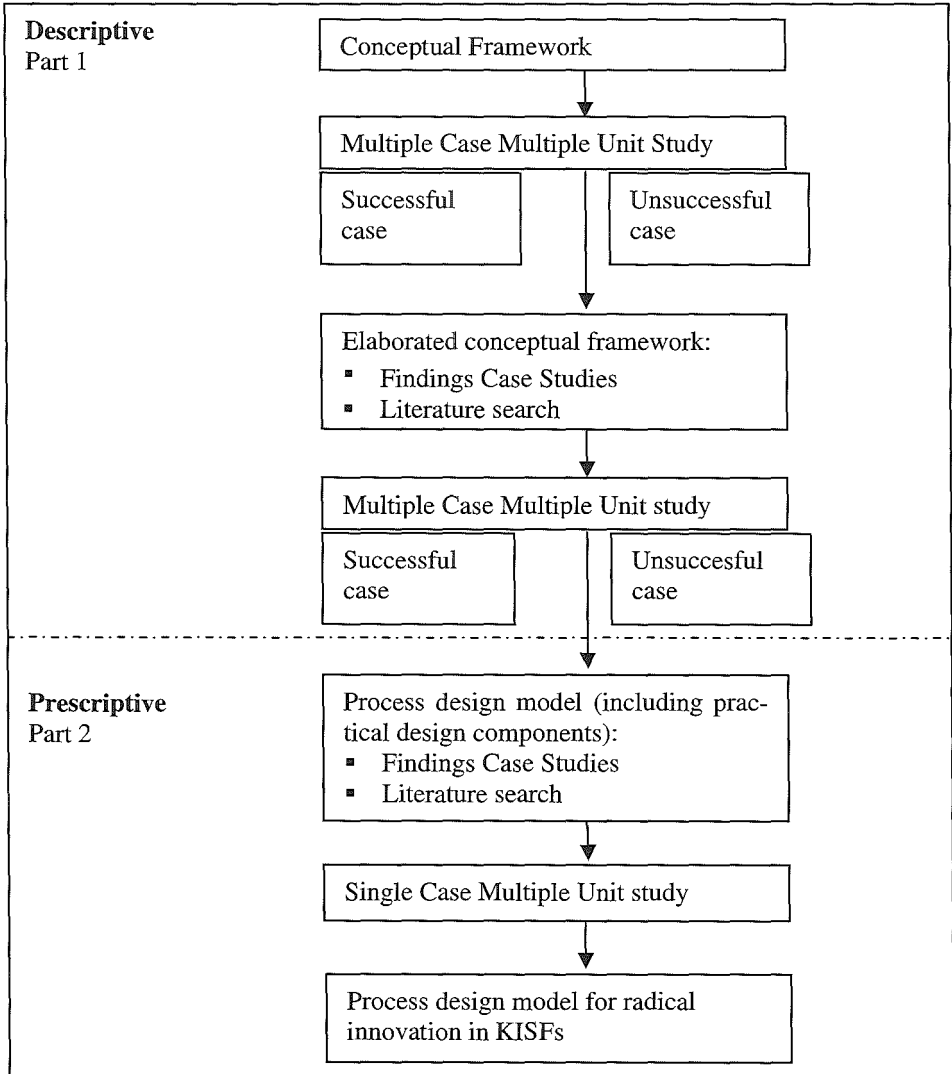 Descriptive
Part 1
Conceptual Framework
Multiple Case Multiple Unit Study
Successful
case
Unsuccessful
case
Elaborated conceptual framework:
▪ Findings Case Studies
▪ Literature search
Multiple Case Multiple Unit study
Successful
case
Unsuccesful
case
Prescriptive
Part 2
Process design model (including prac-
tical design components):
▪ Findings Case Studies
▪ Literature search
Single Case Multiple Unit study
Process design model for radical
innovation in KISFs